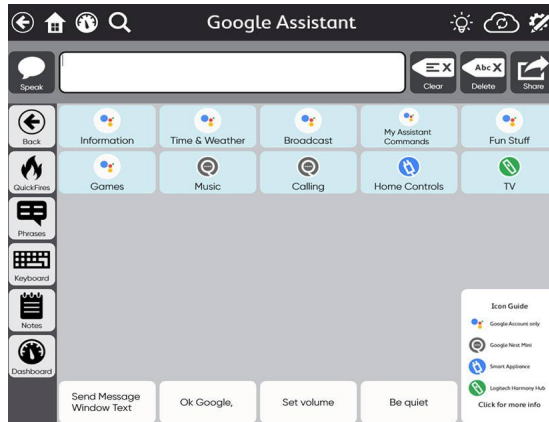 Google Assistant
Speak
Clear
Abc X
Delete
Share
Back
Information
Time & Weather
Broadcast
My Assistant
Commands
Fun Stuff
QuickFires
Games
Music
Calling
Home Controls
TV
Phrases
Keyboard
Notes
Dashboard
Icon Guide
Google Account only
Google Nest Mini
Smart Appliance
Logitech Harmony Hub
Click for more info
Send Message
Window Text
Ok Google,
Set volume
Be quiet